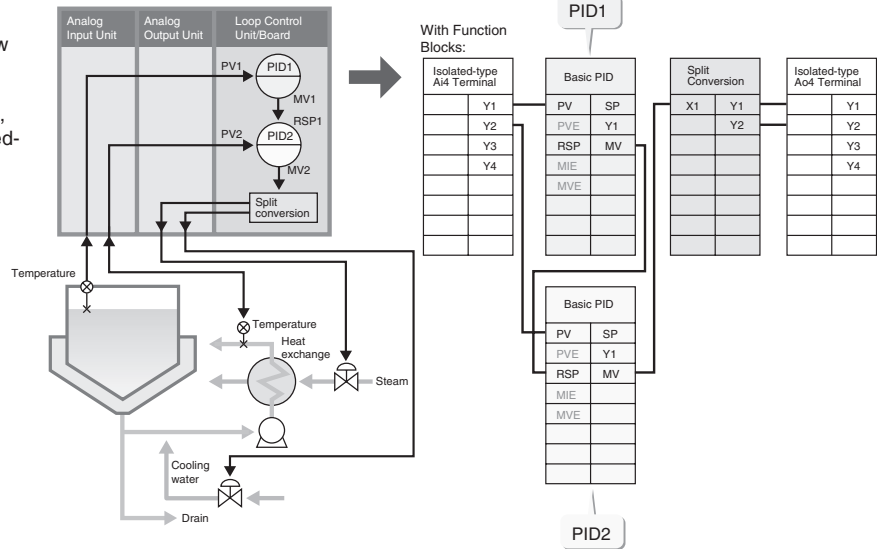 w
,
ed-
Analog
Input Unit
Analog
Output Unit
Loop Control
Unit/Board
PV1
PID1
MV1
RSP1
PV2
PID2
MV2
Split
conversion
Temperature
Temperature
Heat
exchange
Steam
Cooling
water
Drain
With Function
Blocks:
PID1
Isolated-type
Ai4 Terminal
Y1
Y2
Y3
Y4
Basic PID
PV SP
PVE Y1
RSP MV
MIE
MVE
Split
Conversion
X1 Y1
Y2
Isolated-type
Ao4 Terminal
Y1
Y2
Y3
Y4
Basic PID
PV SP
PVE Y1
RSP MV
MIE
MVE
PID2